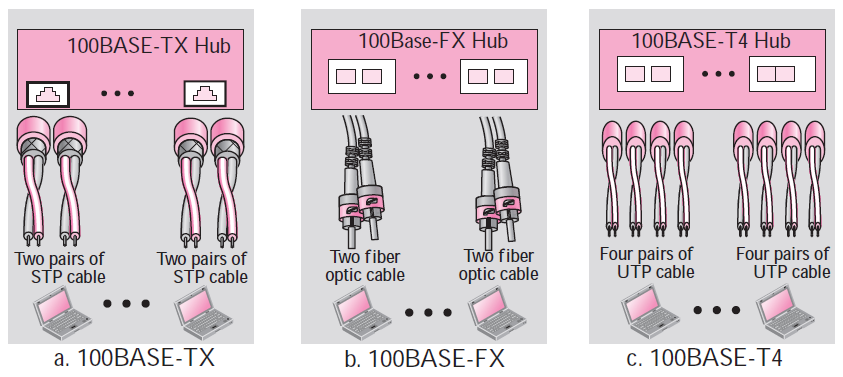 100BASE-TX Hub
Two pairs of
STP cable
Two pairs of
STP cable
a. 100BASE-TX
100Base-FX Hub
Two fiber
optic cable
Two fiber
optic cable
b. 100BASE-FX
100BASE-T4 Hub
Four pairs of
UTP cable
Four pairs of
UTP cable
c. 100BASE-T4